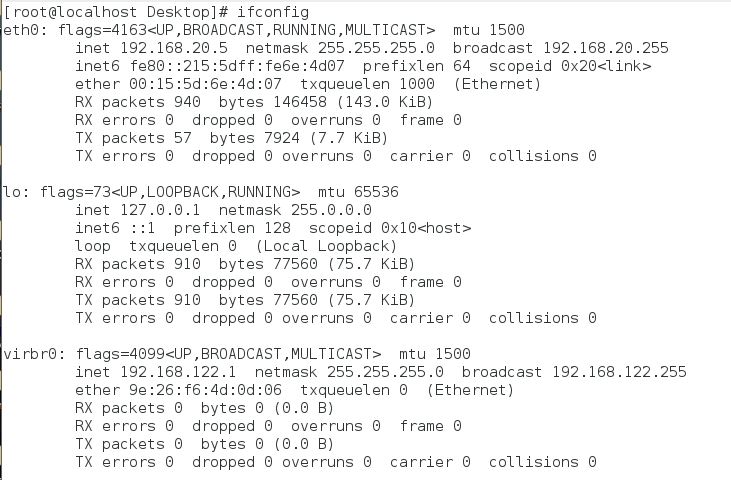 [root@localhost Desktop]# ifconfig
eth0: flags=4163<UP,BROADCAST,RUNNING,MULTICAST>  mtu 1500
        inet 192.168.20.5  netmask 255.255.255.0  broadcast 192.168.20.255
        inet6 fe80::215:5dff:fe6e:4d07  prefixlen 64  scopeid 0x20<link>
        ether 00:15:5d:6e:4d:07  txqueuelen 1000  (Ethernet)
        RX packets 940  bytes 146458 (143.0 KiB)
        RX errors 0  dropped 0  overruns 0  frame 0
        TX packets 57  bytes 7924 (7.7 KiB)
        TX errors 0  dropped 0 overruns 0  carrier 0  collisions 0

lo: flags=73<UP,LOOPBACK,RUNNING>  mtu 65536
        inet 127.0.0.1  netmask 255.0.0.0
        inet6 ::1  prefixlen 128  scopeid 0x10<host>
        loop  txqueuelen 0  (Local Loopback)
        RX packets 910  bytes 77560 (75.7 KiB)
        RX errors 0  dropped 0  overruns 0  frame 0
        TX packets 910  bytes 77560 (75.7 KiB)
        TX errors 0  dropped 0 overruns 0  carrier 0  collisions 0

virbr0: flags=4099<UP,BROADCAST,MULTICAST>  mtu 1500
        inet 192.168.122.1  netmask 255.255.255.0  broadcast 192.168.122.255
        ether 9e:26:f6:4d:0d:06  txqueuelen 0  (Ethernet)
        RX packets 0  bytes 0 (0.0 B)
        RX errors 0  dropped 0  overruns 0  frame 0
        TX packets 0  bytes 0 (0.0 B)
        TX errors 0  dropped 0 overruns 0  carrier 0  collisions 0